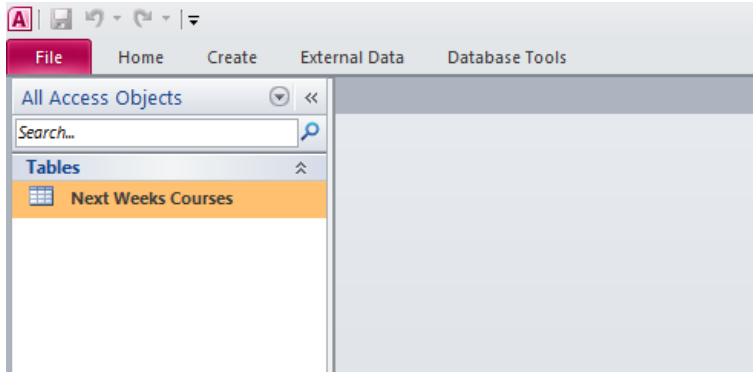 A
File Home Create External Data Database Tools
All Access Objects
Search...
Tables
Next Weeks Courses